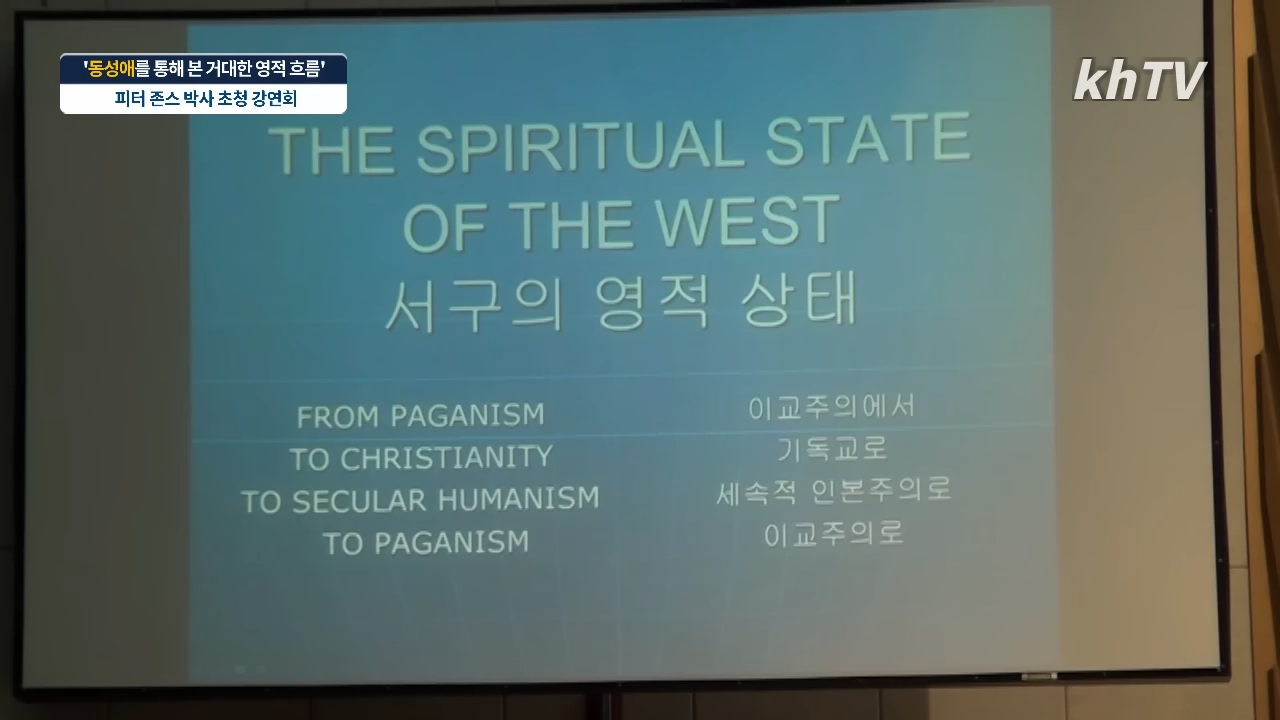 '동성애를 통해 본 거대한 영적 흐름'
피터 존스 박사 초청 강연회
khTV
THE SPIRITUAL STATE
OF THE WEST
서구의 영적 상태
FROM PAGANISM
TO CHRISTIANITY
TO SECULAR HUMANISM
TO PAGANISM
이교주의에서
기독교로
세속적 인본주의로
이교주의로